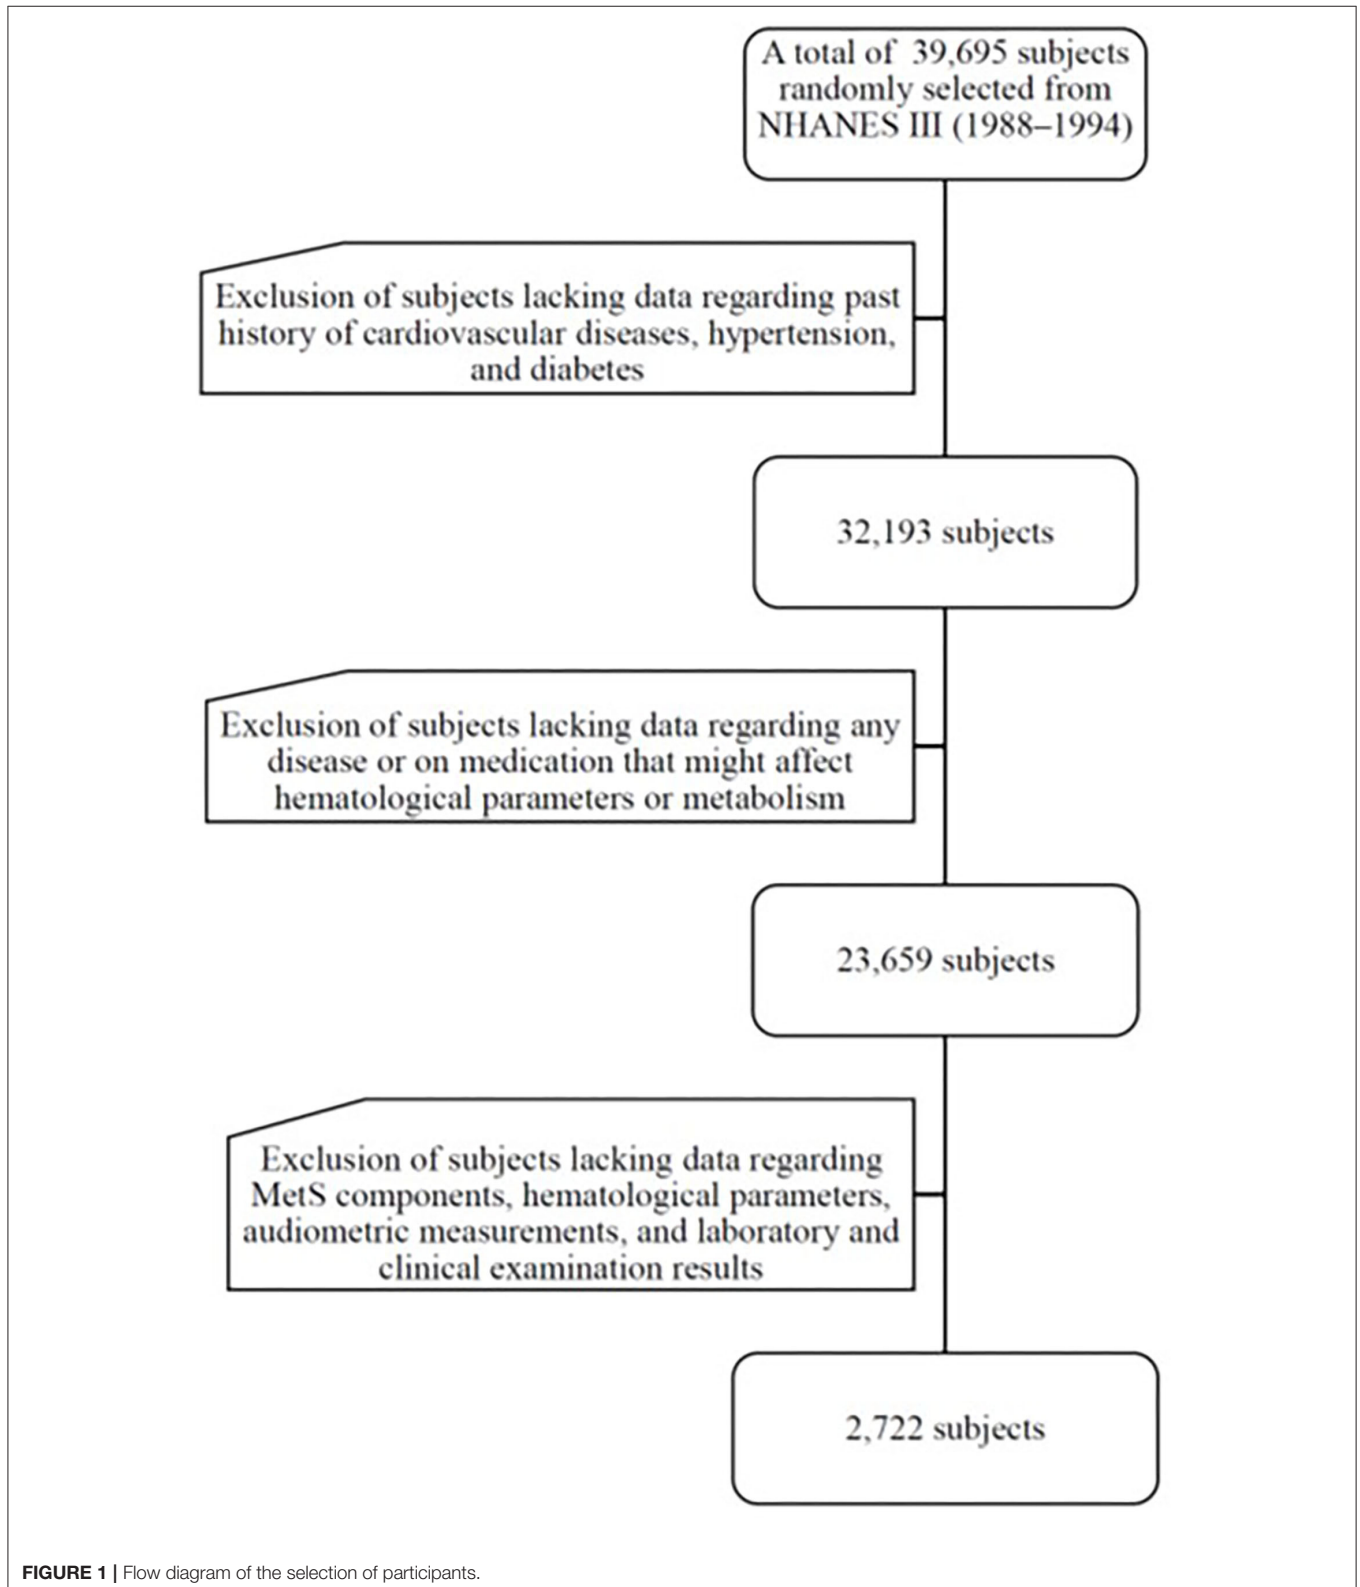 A total of 39,695 subjects
randomly selected from
NHANES III (1988–1994)
Exclusion of subjects lacking data regarding past
history of cardiovascular diseases, hypertension,
and diabetes
32,193 subjects
Exclusion of subjects lacking data regarding any
disease or on medication that might affect
hematological parameters or metabolism
23,659 subjects
Exclusion of subjects lacking data regarding
MetS components, hematological parameters,
audiometric measurements, and laboratory and
clinical examination results
2,722 subjects
FIGURE 1 | Flow diagram of the selection of participants.